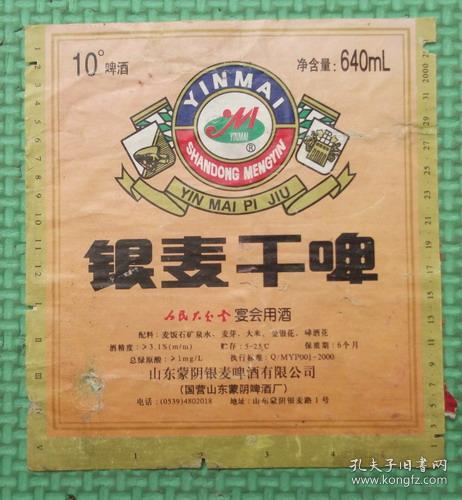 10°啤酒
净含量:640mL
YINMAI
YINMAI
®
SHANDONG MENGYIN
YIN MAI PI JIU
银麦干啤
人民大会堂 宴会用酒
配料:麦饭石矿泉水、麦芽、大米、金银花、啤酒花
酒精度:≥3.1%(m/m) 贮存:5-25℃ 保质期:6个月
总绿原酸:≥1mg/L 执行标准:Q/MYP001-2000
山东蒙阴银麦啤酒有限公司
(国营山东蒙阴啤酒厂)
电话:(0539)4802018 地址:山东蒙阴银麦路1号
孔夫子旧书网
www.kongfz.com